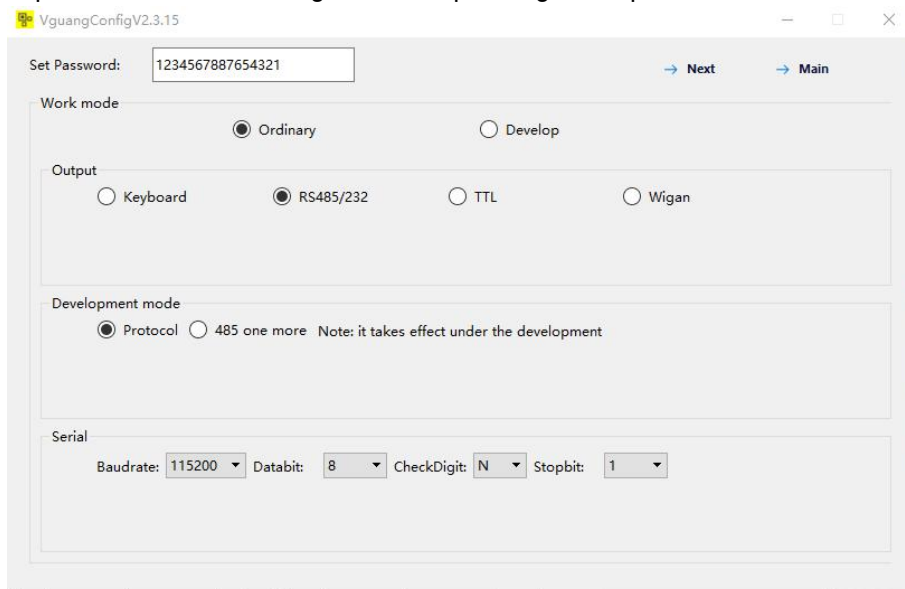 VguangConfigV2.3.15
Set Password: 1234567887654321 → Next → Main
Work mode
Ordinary Develop
Output
Keyboard RS485/232 TTL Wigan
Development mode
Protocol 485 one more Note: it takes effect under the development
Serial
Baudrate: 115200 Databit: 8 CheckDigit: N Stopbit: 1